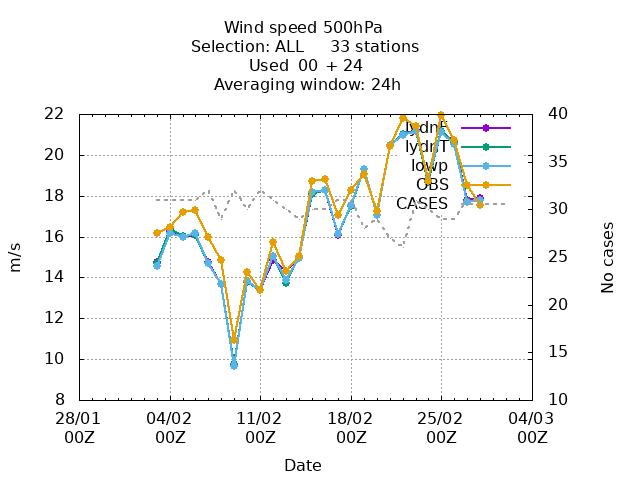 Wind speed 500hPa
Selection: ALL 33 stations
Used 00 + 24
Averaging window: 24h
22
20
18
16
14
12
10
8
m/s
40
35
30
25
20
15
10
No cases
lydnF
lydnT
lowp
OBS
CASES
28/01 04/02 11/02 18/02 25/02 04/03
00Z 00Z 00Z 00Z 00Z 00Z
Date